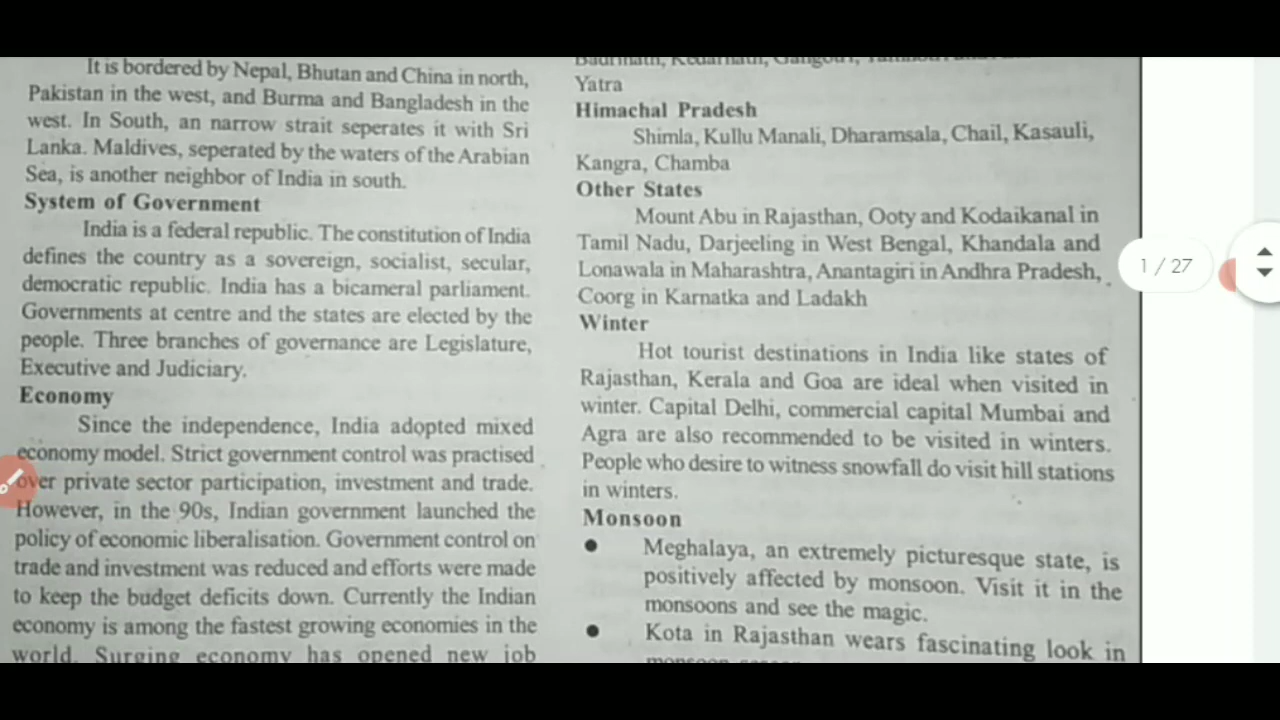 It is bordered by Nepal, Bhutan and China in north,
Pakistan in the west, and Burma and Bangladesh in the
west. In South, an narrow strait seperates it with Sri
Lanka. Maldives, seperated by the waters of the Arabian
Sea, is another neighbor of India in south.
System of Government
India is a federal republic. The constitution of India
defines the country as a sovereign, socialist, secular,
democratic republic. India has a bicameral parliament.
Governments at centre and the states are elected by the
people. Three branches of governance are Legislature,
Executive and Judiciary.
Economy
Since the independence, India adopted mixed
economy model. Strict government control was practised
over private sector participation, investment and trade.
However, in the 90s, Indian government launched the
policy of economic liberalisation. Government control on
trade and investment was reduced and efforts were made
to keep the budget deficits down. Currently the Indian
economy is among the fastest growing economies in the
world. Surging economy has opened new job
Badrinath, Kedarnath, Gangotri,
Yatra
Himachal Pradesh
Shimla, Kullu Manali, Dharamsala, Chail, Kasauli,
Kangra, Chamba
Other States
Mount Abu in Rajasthan, Ooty and Kodaikanal in
Tamil Nadu, Darjeeling in West Bengal, Khandala and
Lonawala in Maharashtra, Anantagiri in Andhra Pradesh,
Coorg in Karnatka and Ladakh
Winter
Hot tourist destinations in India like states of
Rajasthan, Kerala and Goa are ideal when visited in
winter. Capital Delhi, commercial capital Mumbai and
Agra are also recommended to be visited in winters.
People who desire to witness snowfall do visit hill stations
in winters.
Monsoon
● Meghalaya, an extremely picturesque state, is
positively affected by monsoon. Visit it in the
monsoons and see the magic.
● Kota in Rajasthan wears fascinating look in
monsoon
1 / 27